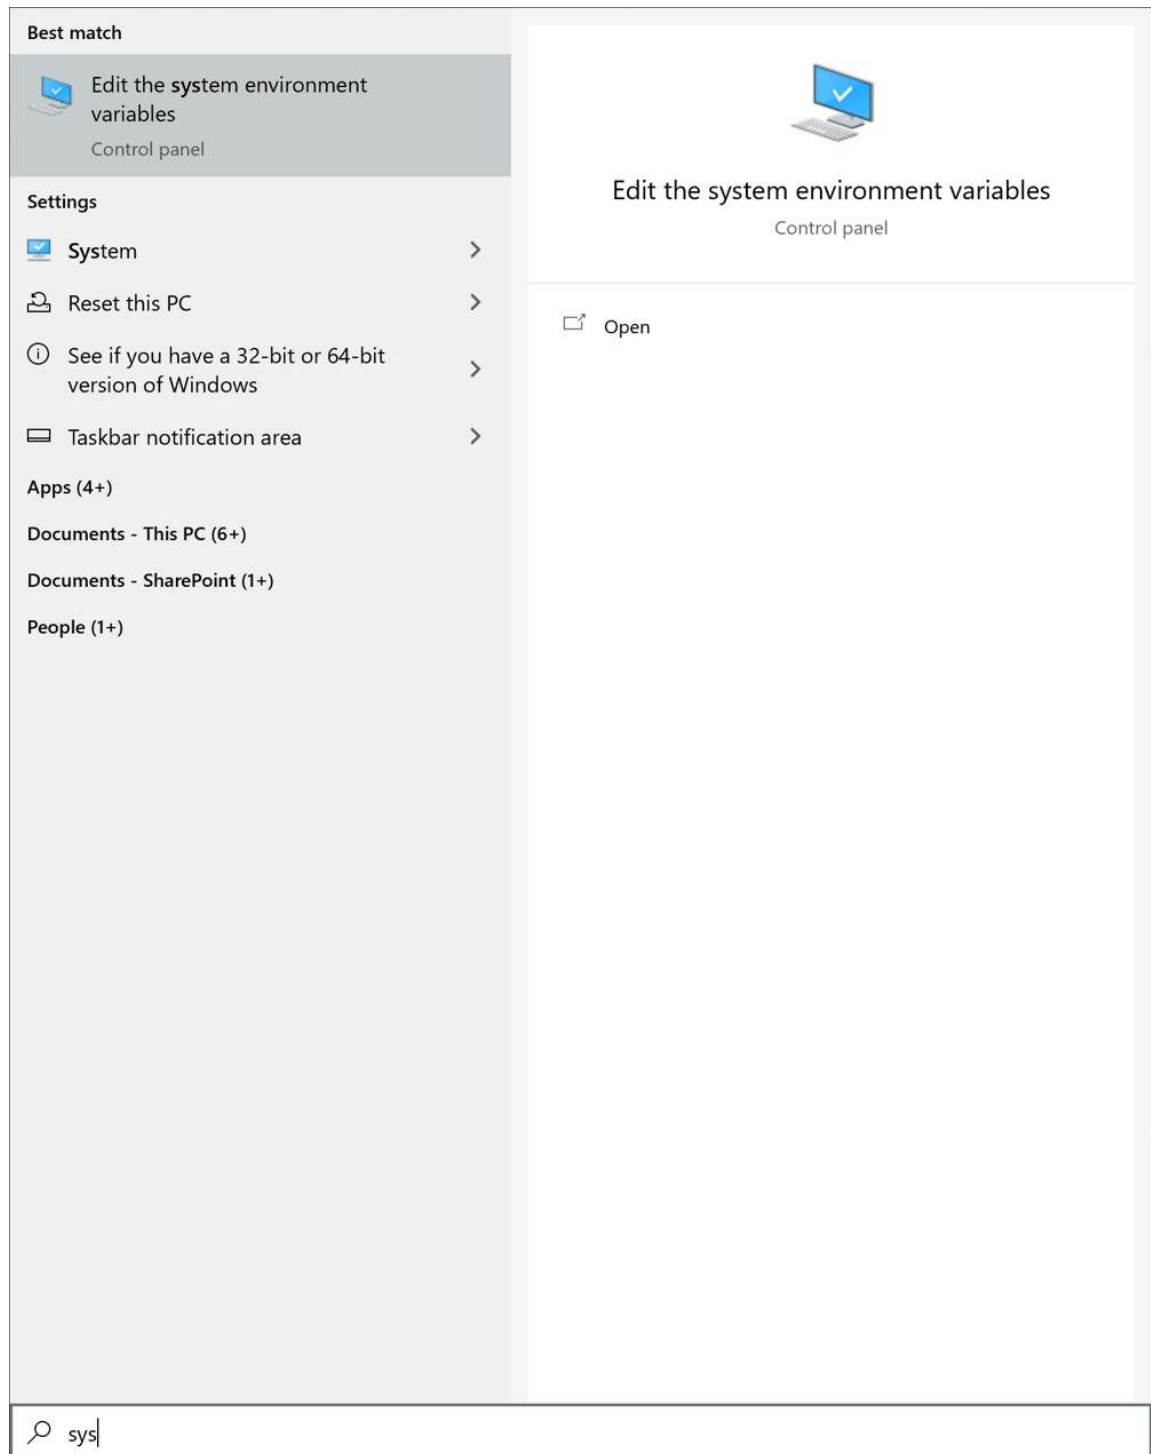 Best match
Edit the system environment
variables
Control panel
Settings
System
Reset this PC
See if you have a 32-bit or 64-bit
version of Windows
Taskbar notification area
Apps (4+)
Documents - This PC (6+)
Documents - SharePoint (1+)
People (1+)
Edit the system environment variables
Control panel
Open
sys